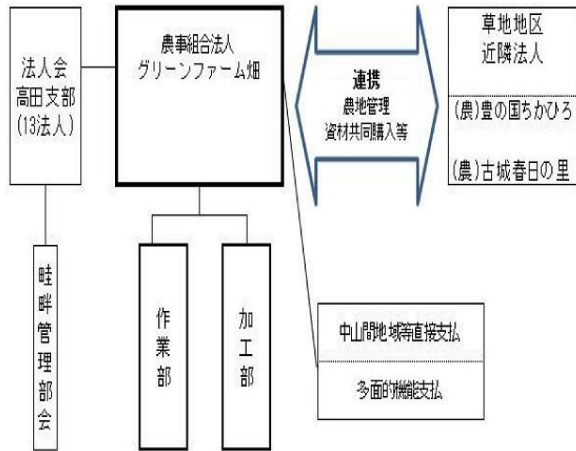 法人会
高田支部
(13法人)
農事組合法人
グリーンファーム畑
連携
農地管理
資材共同購入等
草地地区
近隣法人
(農)豊の国ちかひろ
(農)古城春日の里
畦畔管理部会
作業部
加工部
中山間地域等直接支払
多面的機能支払